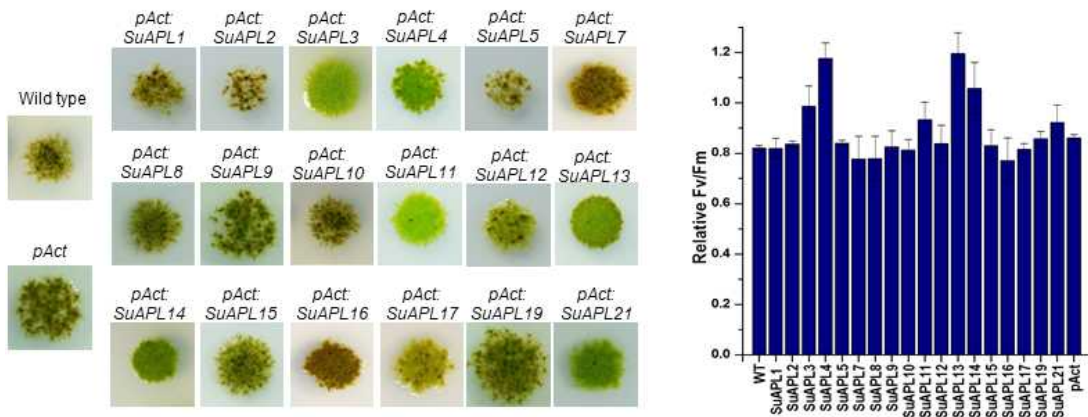 pAct: SuAPL1
pAct: SuAPL2
pAct: SuAPL3
pAct: SuAPL4
pAct: SuAPL5
pAct: SuAPL7
Wild type
pAct: SuAPL8
pAct: SuAPL9
pAct: SuAPL10
pAct: SuAPL11
pAct: SuAPL12
pAct: SuAPL13
pAct
pAct: SuAPL14
pAct: SuAPL15
pAct: SuAPL16
pAct: SuAPL17
pAct: SuAPL19
pAct: SuAPL21
Relative Fv/Fm
1.2
1.0
0.8
0.6
0.4
0.2
0.0
WT
SuAPL1
SuAPL2
SuAPL3
SuAPL4
SuAPL5
SuAPL7
SuAPL8
SuAPL9
SuAPL10
SuAPL11
SuAPL12
SuAPL13
SuAPL14
SuAPL15
SuAPL16
SuAPL17
SuAPL19
SuAPL21
pAct